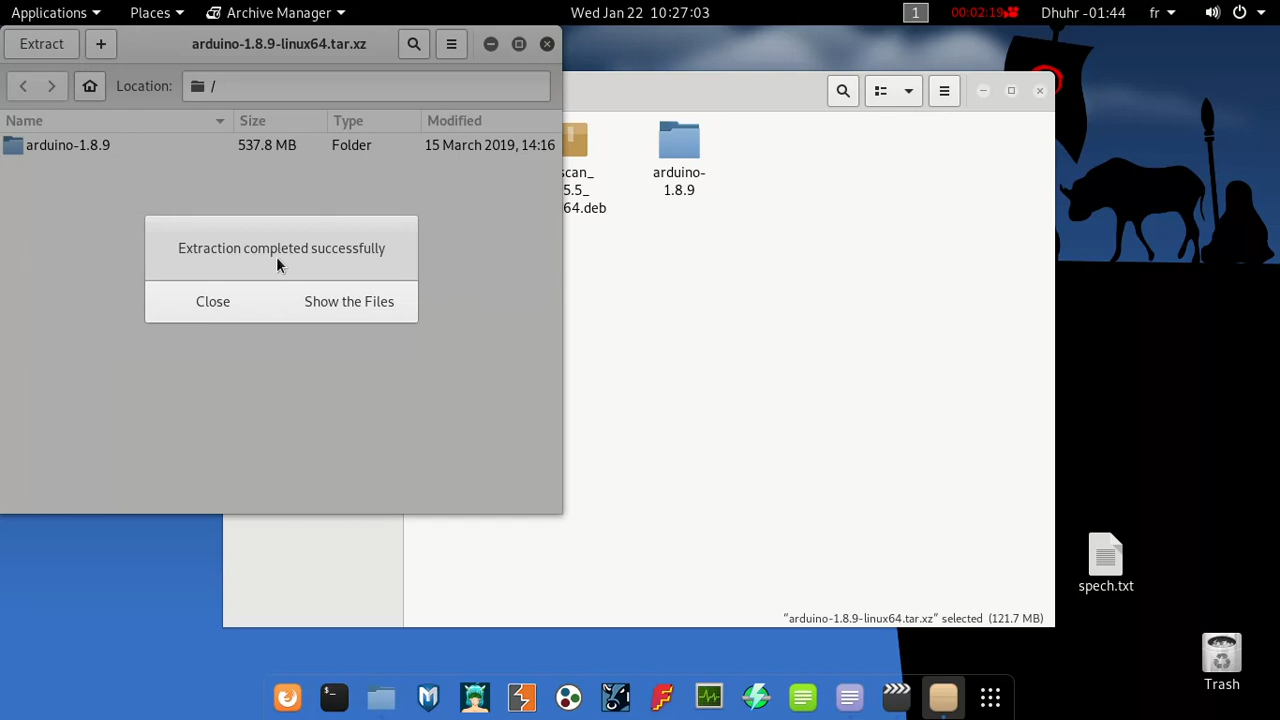 Applications Places Archive Manager Wed Jan 22 10:27:03 1 00:02:19 Dhuhr -01:44 fr
Extract + arduino-1.8.9-linux64.tar.xz
Location: /
Name Size Type Modified
arduino-1.8.9 537.8 MB Folder 15 March 2019, 14:16
Extraction completed successfully
Close Show the Files
scan_
5.5_
64.deb
arduino-
1.8.9
spech.txt
"arduino-1.8.9-linux64.tar.xz" selected (121.7 MB)
Trash